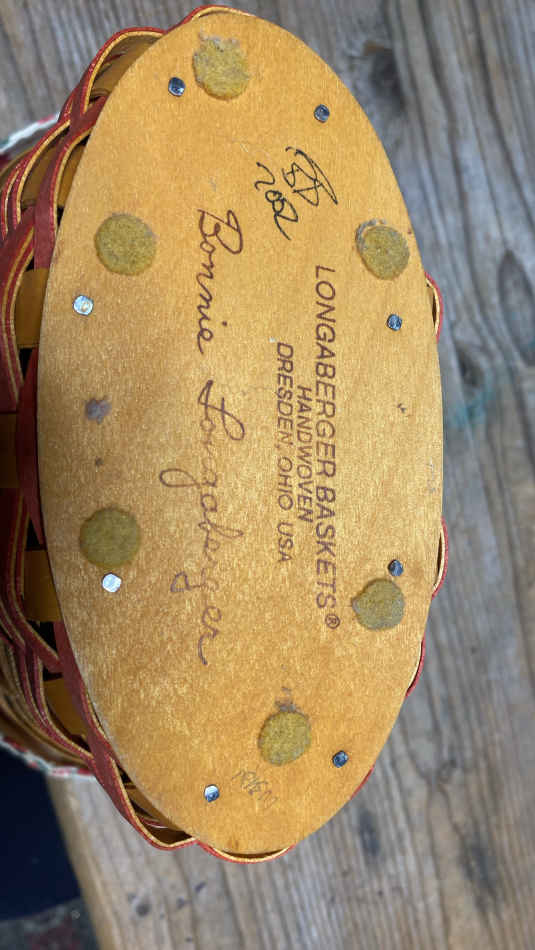 LONGABERGER BASKETS®
HANDWOVEN
DRESDEN, OHIO USA
2002
Bonnie Longaberger